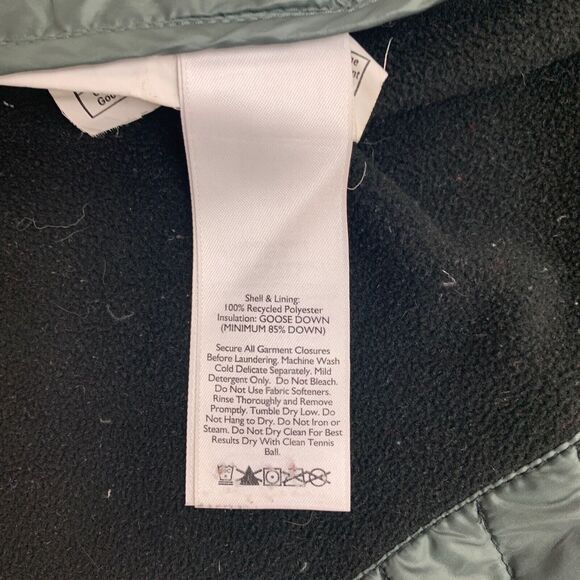 Goo
Shell & Lining:
100% Recycled Polyester
Insulation: GOOSE DOWN
(MINIMUM 85% DOWN)
Secure All Garment Closures
Before Laundering. Machine Wash
Cold Delicate Separately. Mild
Detergent Only. Do Not Bleach.
Do Not Use Fabric Softeners.
Rinse Thoroughly and Remove
Promptly. Tumble Dry Low. Do
Not Hang to Dry. Do Not Iron or
Steam. Do Not Dry Clean For Best
Results Dry With Clean Tennis
Ball.